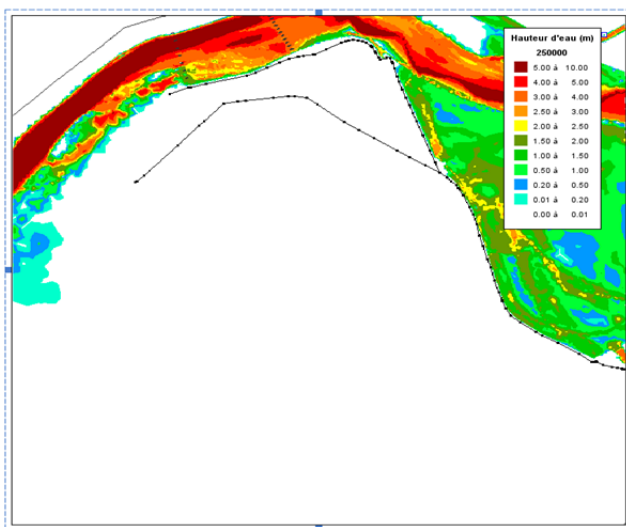 Hauteur d'eau (m)
250000
5.00 à 10.00
4.00 à 5.00
3.00 à 4.00
2.50 à 3.00
2.00 à 2.50
1.50 à 2.00
1.00 à 1.50
0.50 à 1.00
0.20 à 0.50
0.01 à 0.20
0.00 à 0.01